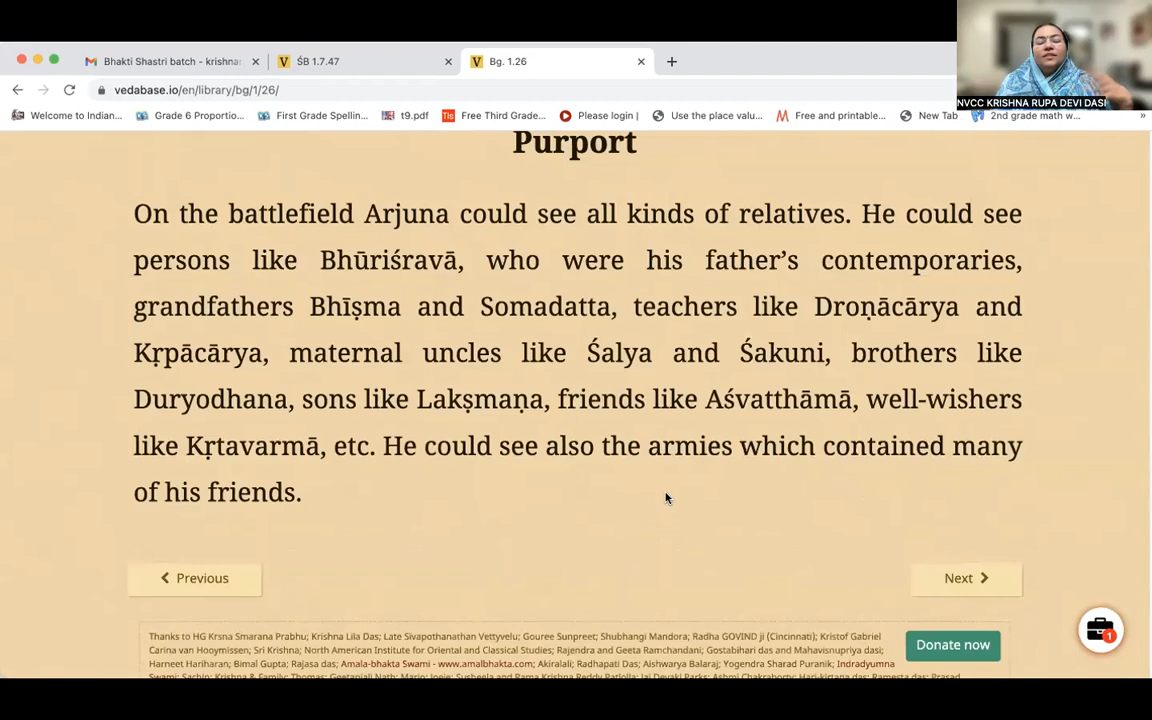 Bhakti Shastri batch - krishna
ŚB 1.7.47
Bg. 1.26
vedabase.io/en/library/bg/1/26/
Welcome to Indian...
Grade 6 Proportio...
First Grade Spellin...
t9.pdf
Free Third Grade...
Please login |
Use the place valu...
Free and printable...
New Tab
2nd grade math w...
»
NVCC KRISHNA RUPA DEVI DASI
Purport
On the battlefield Arjuna could see all kinds of relatives. He could see
persons like Bhūriśravā, who were his father’s contemporaries,
grandfathers Bhīṣma and Somadatta, teachers like Droṇācārya and
Kṛpācārya, maternal uncles like Śalya and Śakuni, brothers like
Duryodhana, sons like Lakṣmaṇa, friends like Aśvatthāmā, well-wishers
like Kṛtavarmā, etc. He could see also the armies which contained many
of his friends.
Previous
Next
1
Thanks to HG Krsna Smarana Prabhu; Krishna Lila Das; Late Sivapothanathan Vettyvelu; Gouree Sunpreet; Shubhangi Mandora; Radha GOVIND ji (Cincinnati); Kristof Gabriel
Carina van Hooymissen; Sri Krishna; North American Institute for Oriental and Classical Studies; Rajendra and Geeta Ramchandani; Gostabihari das and Mahavisnupriya dasi;
Harneet Hariharan; Bimal Gupta; Rajasa das; Amala-bhakta Swami - www.amalbhakta.com; Akiralali; Radhapati Das; Aishwarya Balaraj; Yogendra Sharad Puranik; Indradyumna
Donate now